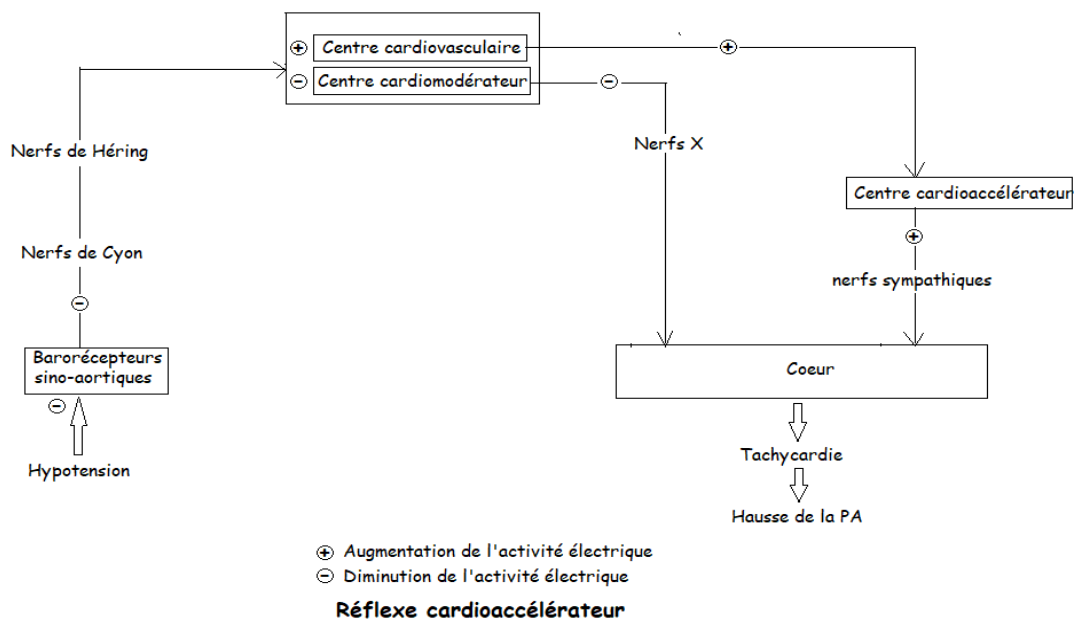 ⊕ Centre cardiovasculaire ⊕
⊖ Centre cardiomodérateur ⊖
Nerfs de Héring
Nerfs X
Centre cardioaccélérateur
⊕
Nerfs de Cyon
nerfs sympathiques
⊖
Barorécepteurs
sino-aortiques
Coeur
⊖
Hypotension
Tachycardie
Hausse de la PA
⊕ Augmentation de l'activité électrique
⊖ Diminution de l'activité électrique
Réflexe cardioaccélérateur